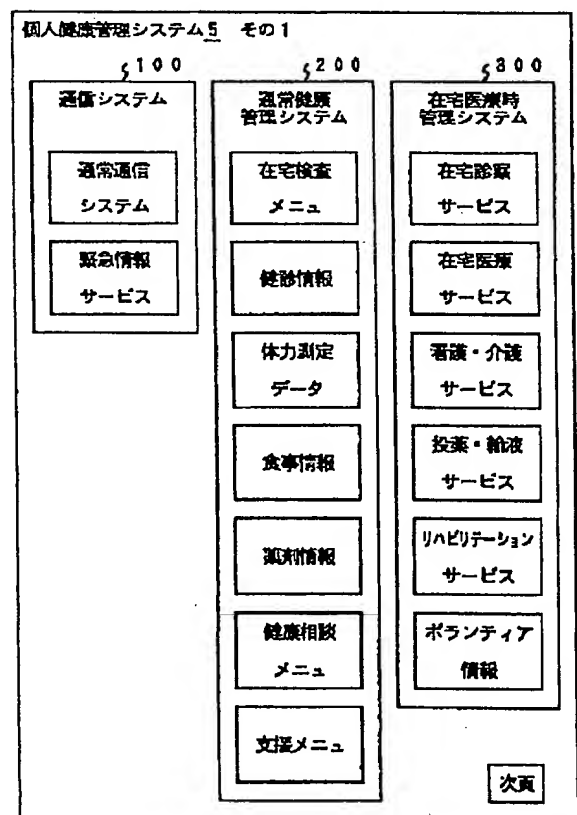 個人健康管理システム5 その1
100
通信システム
通常通信
システム
緊急情報
サービス
200
通常健康
管理システム
在宅検査
メニュ
健診情報
体力測定
データ
食事情報
薬剤情報
健康相談
メニュ
支援メニュ
300
在宅医療時
管理システム
在宅診察
サービス
在宅医療
サービス
看護・介護
サービス
投薬・輸液
サービス
リハビリテーション
サービス
ボランティア
情報
次頁